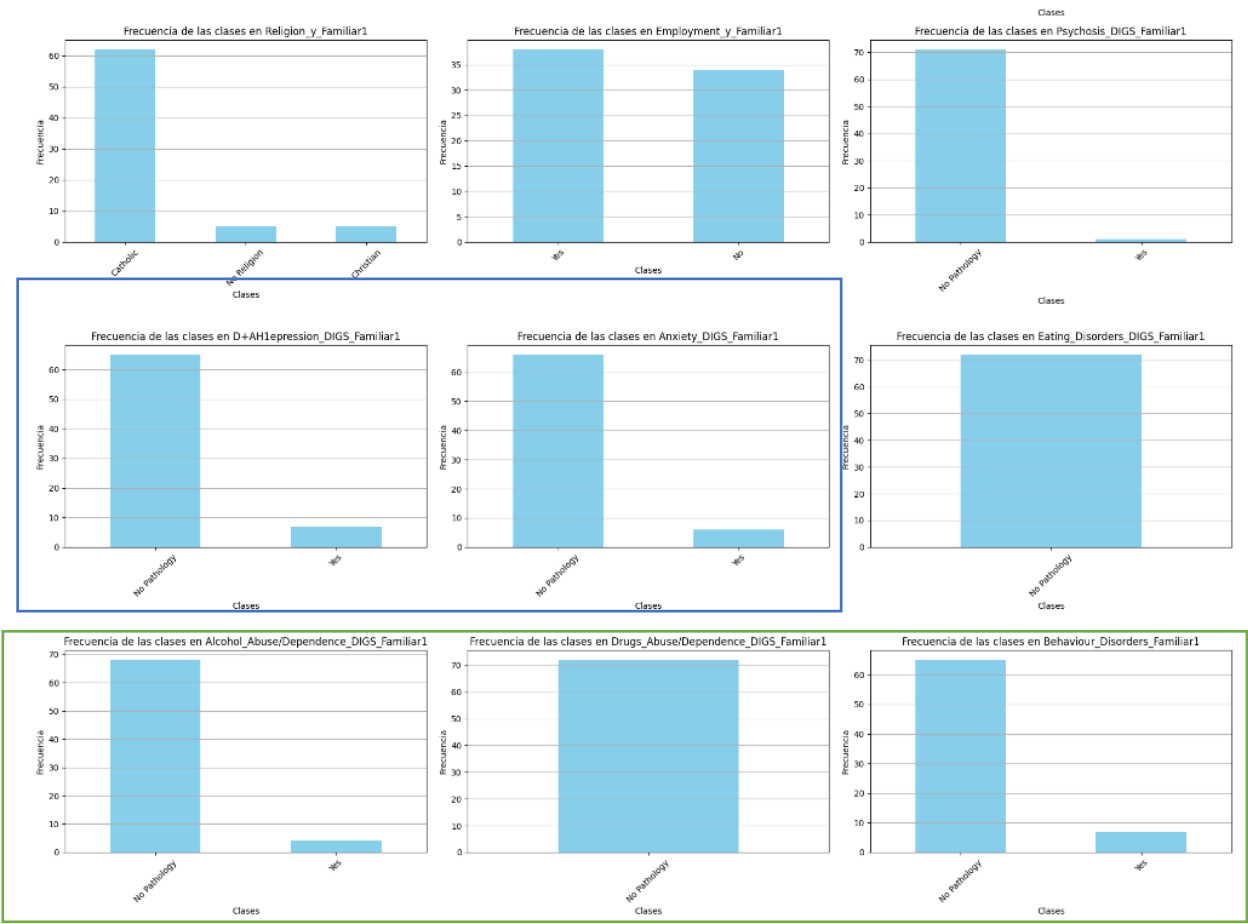 Clases
Frecuencia de las clases en Religion_y_Familiar1
Frecuencia
60
50
40
30
20
10
0
Catholic
No Religion
Christian
Clases
Frecuencia de las clases en Employment_y_Familiar1
Frecuencia
35
30
25
20
15
10
5
0
Yes
No
Clases
Frecuencia de las clases en Psychosis_DIGS_Familiar1
Frecuencia
70
60
50
40
30
20
10
0
No Pathology
Yes
Clases
Frecuencia de las clases en D+AH1epression_DIGS_Familiar1
Frecuencia
60
50
40
30
20
10
0
No Pathology
Yes
Clases
Frecuencia de las clases en Anxiety_DIGS_Familiar1
Frecuencia
60
50
40
30
20
10
0
No Pathology
Yes
Clases
Frecuencia de las clases en Eating_Disorders_DIGS_Familiar1
Frecuencia
70
60
50
40
30
20
10
0
No Pathology
Clases
Frecuencia de las clases en Alcohol_Abuse/Dependence_DIGS_Familiar1
Frecuencia
70
60
50
40
30
20
10
0
No Pathology
Yes
Clases
Frecuencia de las clases en Drugs_Abuse/Dependence_DIGS_Familiar1
Frecuencia
70
60
50
40
30
20
10
0
No Pathology
Clases
Frecuencia de las clases en Behaviour_Disorders_Familiar1
Frecuencia
60
50
40
30
20
10
0
No Pathology
Yes
Clases